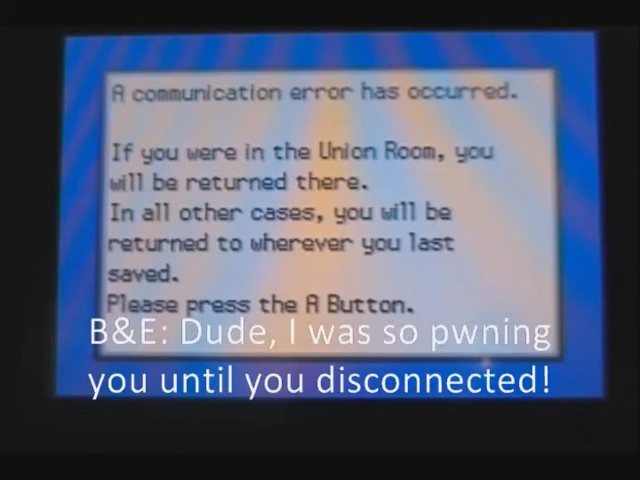 A communication error has occurred.
If you were in the Union Room, you
will be returned there.
In all other cases, you will be
returned to wherever you last
saved.
Please press the A Button.
B&E: Dude, I was so pwning
you until you disconnected!